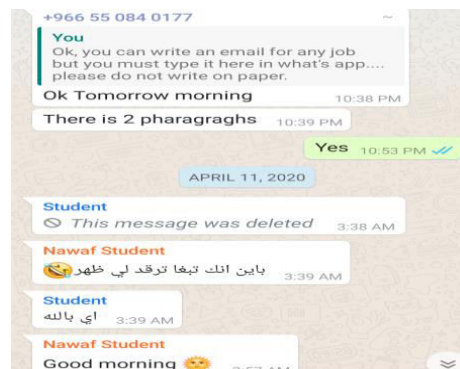 +966 55 084 0177 ~
You
Ok, you can write an email for any job
but you must type it here in what's app....
please do not write on paper.
Ok Tomorrow morning 10:38 PM
There is 2 pharagraghs 10:39 PM
Yes 10:53 PM
APRIL 11, 2020
Student
This message was deleted 3:38 AM
Nawaf Student
باين انك تبغا ترقد لي ظهر🤣 3:39 AM
Student
اي بالله 3:39 AM
Nawaf Student
Good morning 🌞 3:57 AM